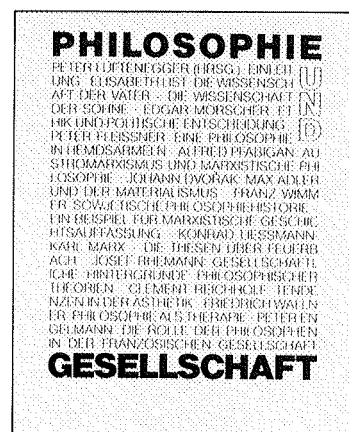 PHILOSOPHIE
UND
PETER LÜFTENEGGER (HRSG.): EINLEIT
UNG · ELISABETH LIST: DIE WISSENSCH
AFT DER VÄTER - DIE WISSENSCHAFT
DER SÖHNE · EDGAR MORSCHER: ET
HIK UND POLITISCHE ENTSCHEIDUNG ·
PETER FLEISSNER: EINE PHILOSOPHIE
IN HEMDSÄRMELN · ALFRED PFABIGAN: AU
STROMARXISMUS UND MARXISTISCHE PHI
LOSOPHIE · JOHANN DVOŘAK: MAX ADLER
UND DER MATERIALISMUS · FRANZ WIMM
ER: SOWJETISCHE PHILOSOPHIEHISTORIE -
EIN BEISPIEL FÜR MARXISTISCHE GESCHIC
HTSAUFFASSUNG · KONRAD LIESSMANN:
KARL MARX - DIE THESEN ÜBER FEUERB
ACH · JOSEF RHEMANN: GESELLSCHAFTL
ICHE HINTERGRÜNDE PHILOSOPHISCHER
THEORIEN · CLEMENT REICHHOLF: TENDE
NZEN IN DER ÄSTHETIK · FRIEDRICH WALLN
ER: PHILOSOPHIE ALS THERAPIE · PETER EN
GELMANN: DIE ROLLE DER PHILOSOPHEN
IN DER FRANZÖSISCHEN GESELLSCHAFT
GESELLSCHAFT